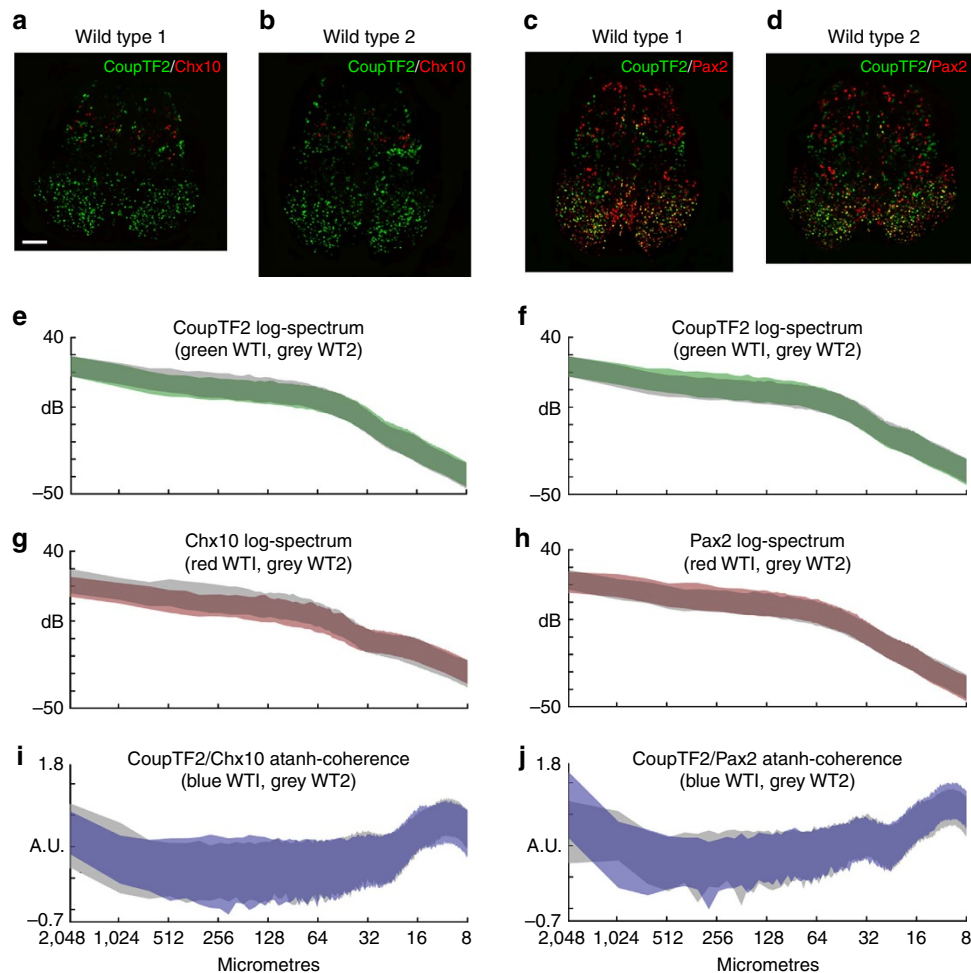 a
Wild type 1
CoupTF2/Chx10
b
Wild type 2
CoupTF2/Chx10
c
Wild type 1
CoupTF2/Pax2
d
Wild type 2
CoupTF2/Pax2
e
CoupTF2 log-spectrum
(green WTI, grey WT2)
40
dB
–50
f
CoupTF2 log-spectrum
(green WTI, grey WT2)
40
dB
–50
g
Chx10 log-spectrum
(red WTI, grey WT2)
40
dB
–50
h
Pax2 log-spectrum
(red WTI, grey WT2)
40
dB
–50
i
CoupTF2/Chx10 atanh-coherence
(blue WTI, grey WT2)
1.8
A.U.
–0.7
2,048 1,024 512 256 128 64 32 16 8
Micrometres
j
CoupTF2/Pax2 atanh-coherence
(blue WTI, grey WT2)
1.8
A.U.
–0.7
2,048 1,024 512 256 128 64 32 16 8
Micrometres